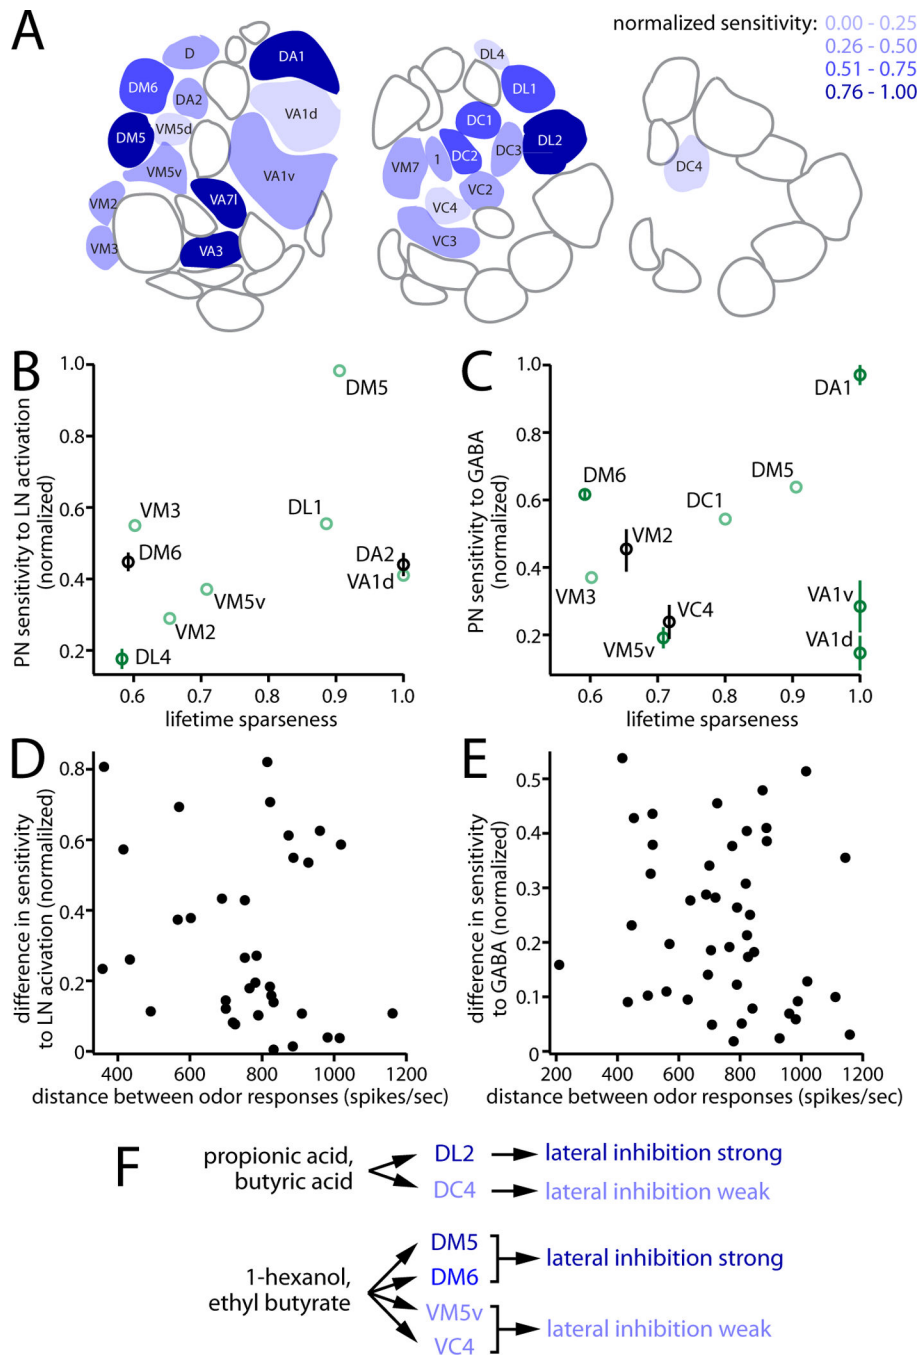 A
normalized sensitivity: 0.00 - 0.25
0.26 - 0.50
0.51 - 0.75
0.76 - 1.00
D
DA1
DM6
DA2
VA1d
DM5
VM5d
VM5v
VA1v
VM2
VA7l
VM3
VA3
DL4
DL1
DC1
DL2
VM7
1
DC2
DC3
VC2
VC4
VC3
DC4
B
PN sensitivity to LN activation
(normalized)
1.0
0.8
0.6
0.4
0.2
DM5
VM3
DL1
DM6
DA2
VA1d
VM5v
VM2
DL4
0.6 0.7 0.8 0.9 1.0
lifetime sparseness
C
PN sensitivity to GABA
(normalized)
1.0
0.8
0.6
0.4
0.2
DA1
DM6
DM5
DC1
VM2
VM3
VC4
VA1v
VM5v
VA1d
0.6 0.7 0.8 0.9 1.0
lifetime sparseness
D
difference in sensitivity
to LN acivation (normalilzed)
0.8
0.6
0.4
0.2
0
400 600 800 1000 1200
distance between odor responses (spikes/sec)
E
difference in sensitivity
to GABA (normalized)
0.5
0.4
0.3
0.2
0.1
0
200 400 600 800 1000 1200
distance between odor responses (spikes/sec)
F
propionic acid,
butyric acid
DL2 lateral inhibition strong
DC4 lateral inhibition weak
1-hexanol,
ethyl butyrate
DM5
DM6
lateral inhibition strong
VM5v
VC4
lateral inhibition weak